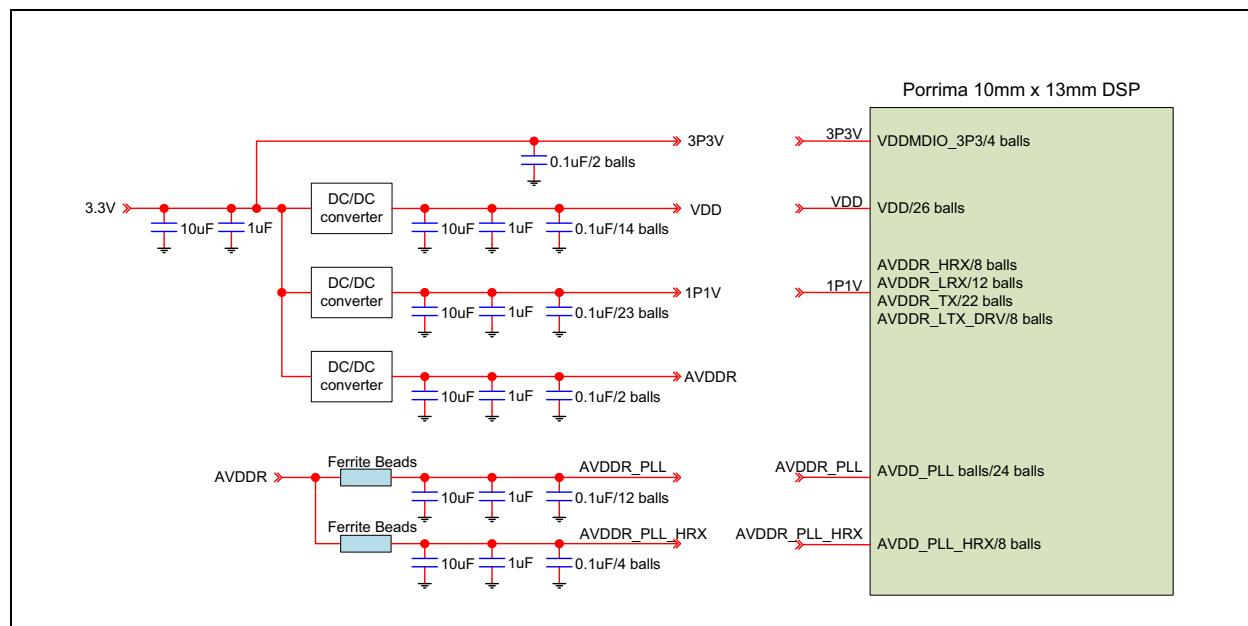 Porrima 10mm x 13mm DSP
3P3V
3P3V
VDDMDIO_3P3/4 balls
0.1uF/2 balls
3.3V
10uF
1uF
DC/DC
converter
10uF
1uF
0.1uF/14 balls
VDD
VDD
VDD/26 balls
DC/DC
converter
10uF
1uF
0.1uF/23 balls
1P1V
1P1V
AVDDR_HRX/8 balls
AVDDR_LRX/12 balls
AVDDR_TX/22 balls
AVDDR_LTX_DRV/8 balls
DC/DC
converter
10uF
1uF
0.1uF/2 balls
AVDDR
AVDDR
Ferrite Beads
10uF
1uF
0.1uF/12 balls
AVDDR_PLL
AVDDR_PLL
AVDD_PLL balls/24 balls
Ferrite Beads
10uF
1uF
0.1uF/4 balls
AVDDR_PLL_HRX
AVDDR_PLL_HRX
AVDD_PLL_HRX/8 balls